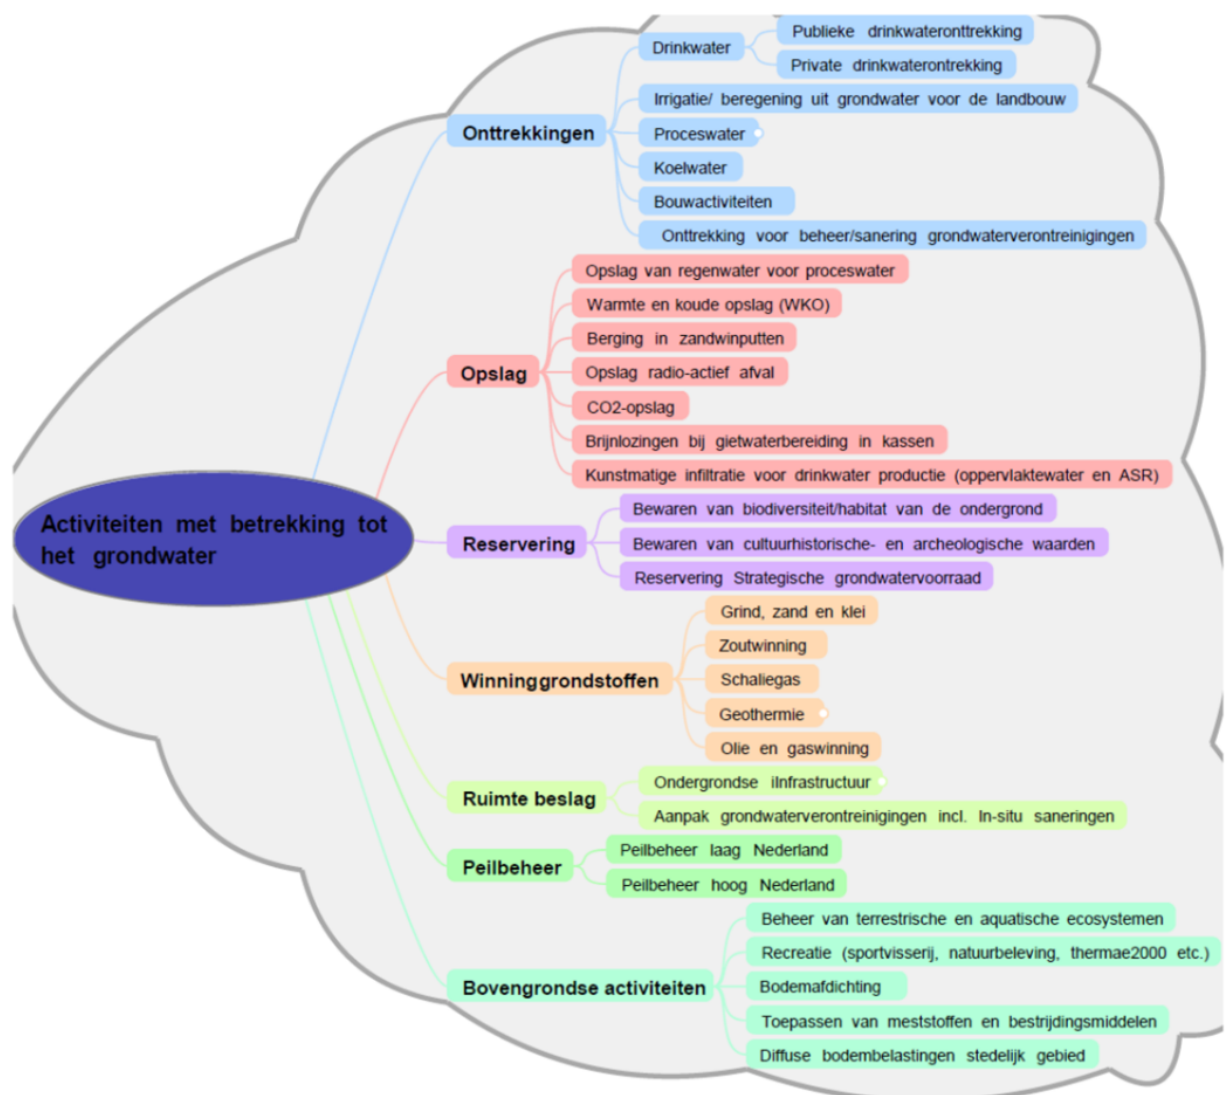 Activiteiten met betrekking tot
het grondwater
Onttrekkingen
Drinkwater
Publieke drinkwateronttrekking
Private drinkwaterontrekking
Irrigatie/ beregening uit grondwater voor de landbouw
Proceswater
Koelwater
Bouwactiviteiten
Onttrekking voor beheer/sanering grondwaterverontreinigingen
Opslag
Opslag van regenwater voor proceswater
Warmte en koude opslag (WKO)
Berging in zandwinputten
Opslag radio-actief afval
CO2-opslag
Brijnlozingen bij gietwaterbereiding in kassen
Kunstmatige infiltratie voor drinkwater productie (oppervlaktewater en ASR)
Reservering
Bewaren van biodiversiteit/habitat van de ondergrond
Bewaren van cultuurhistorische- en archeologische waarden
Reservering Strategische grondwatervoorraad
Winninggrondstoffen
Grind, zand en klei
Zoutwinning
Schaliegas
Geothermie
Olie en gaswinning
Ruimte beslag
Ondergrondse iInfrastructuur
Aanpak grondwaterverontreinigingen incl. In-situ saneringen
Peilbeheer
Peilbeheer laag Nederland
Peilbeheer hoog Nederland
Bovengrondse activiteiten
Beheer van terrestrische en aquatische ecosystemen
Recreatie (sportvisserij, natuurbeleving, thermae2000 etc.)
Bodemafdichting
Toepassen van meststoffen en bestrijdingsmiddelen
Diffuse bodembelastingen stedelijk gebied